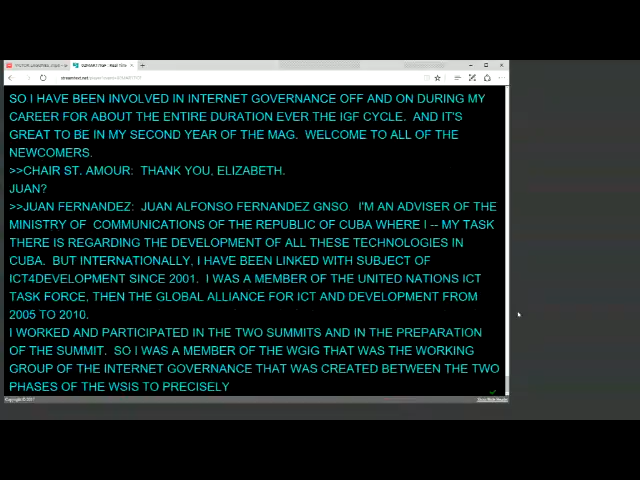 SO I HAVE BEEN INVOLVED IN INTERNET GOVERNANCE OFF AND ON DURING MY
CAREER FOR ABOUT THE ENTIRE DURATION EVER THE IGF CYCLE.  AND IT'S
GREAT TO BE IN MY SECOND YEAR OF THE MAG.  WELCOME TO ALL OF THE
NEWCOMERS.
>>CHAIR ST. AMOUR:  THANK YOU, ELIZABETH.
JUAN?
>>JUAN FERNANDEZ:  JUAN ALFONSO FERNANDEZ GNSO.  I'M AN ADVISER OF THE
MINISTRY OF  COMMUNICATIONS OF THE REPUBLIC OF CUBA WHERE I -- MY TASK
THERE IS REGARDING THE DEVELOPMENT OF ALL THESE TECHNOLOGIES IN
CUBA.  BUT INTERNATIONALLY, I HAVE BEEN LINKED WITH SUBJECT OF
ICT4DEVELOPMENT SINCE 2001.  I WAS A MEMBER OF THE UNITED NATIONS ICT
TASK FORCE, THEN THE GLOBAL ALLIANCE FOR ICT AND DEVELOPMENT FROM
2005 TO 2010.
I WORKED AND PARTICIPATED IN THE TWO SUMMITS AND IN THE PREPARATION
OF THE SUMMIT.  SO I WAS A MEMBER OF THE WGIG THAT WAS THE WORKING
GROUP OF THE INTERNET GOVERNANCE THAT WAS CREATED BETWEEN THE TWO
PHASES OF THE WSIS TO PRECISELY